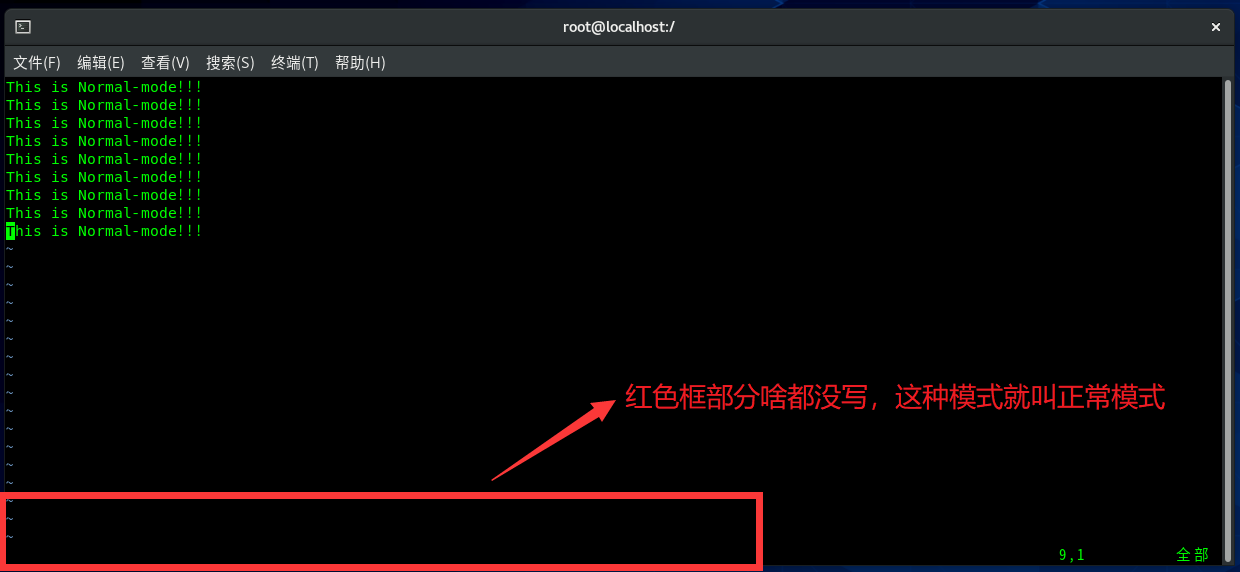 root@localhost:/
文件(F) 编辑(E) 查看(V) 搜索(S) 终端(T) 帮助(H)
This is Normal-mode!!!
This is Normal-mode!!!
This is Normal-mode!!!
This is Normal-mode!!!
This is Normal-mode!!!
This is Normal-mode!!!
This is Normal-mode!!!
This is Normal-mode!!!
This is Normal-mode!!!
~
~
~
~
~
~
~
~
红色框部分啥都没写，这种模式就叫正常模式
~
~
~
~
~
~
~
~
~
9,1 全部